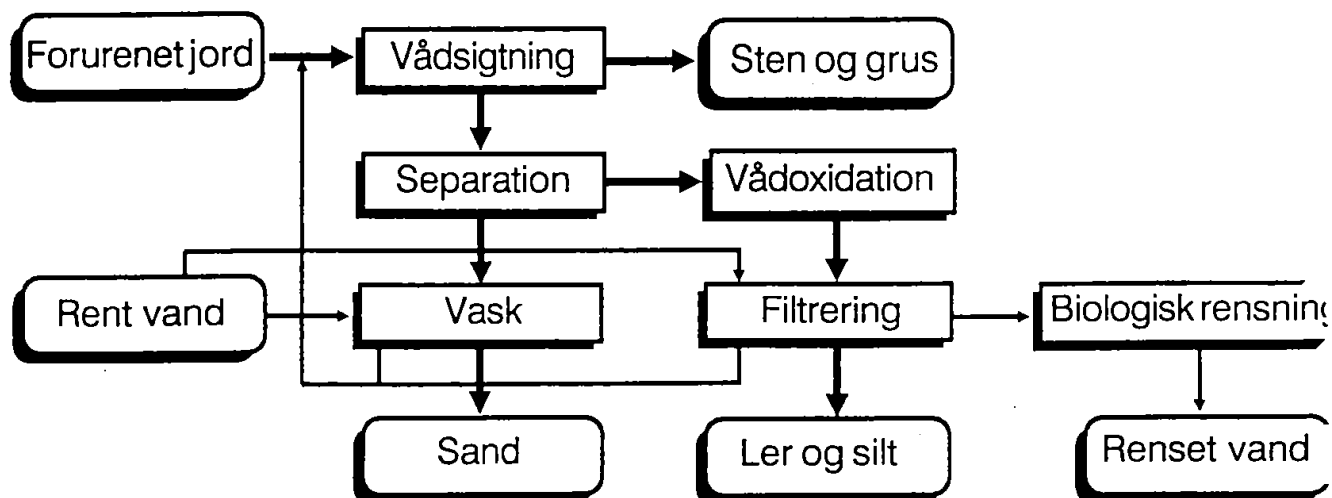 Forurenet jord
Vådsigtning
Sten og grus
Separation
Vådoxidation
Rent vand
Vask
Filtrering
Biologisk rensning
Sand
Ler og silt
Renset vand